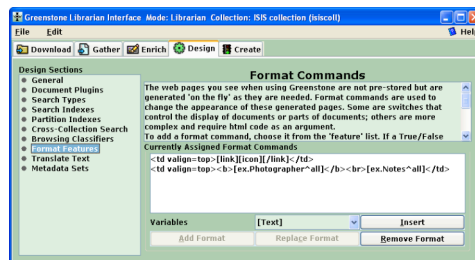 Greenstone Librarian Interface Mode: Librarian Collection: ISIS collection (isiscoll)
File Edit Help
Download Gather Enrich Design Create
Design Sections
General
Document Plugins
Search Types
Search Indexes
Partition Indexes
Cross-Collection Search
Browsing Classifiers
Format Features
Translate Text
Metadata Sets
Format Commands
The web pages you see when using Greenstone are not pre-stored but are
generated 'on the fly' as they are needed. Format commands are used to
change the appearance of these generated pages. Some are switches that
control the display of documents or parts of documents; others are more
complex and require html code as an argument.
To add a format command, choose it from the 'feature' list. If a True/False
Currently Assigned Format Commands
<td valign=top>[link][icon][/link]</td>
<td valign=top><b>[ex.Photographer^all]</b><br>[ex.Notes^all]</td>
Variables [Text] Insert
Add Format Replace Format Remove Format